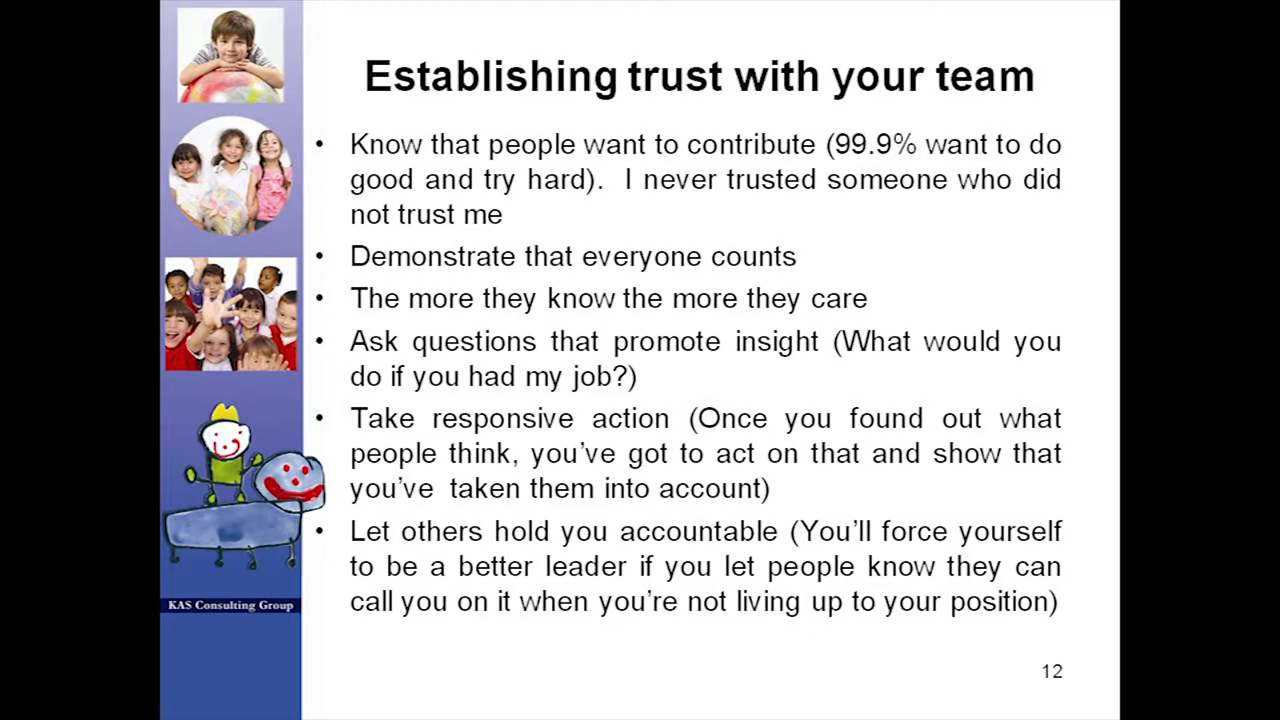 Establishing trust with your team
• Know that people want to contribute (99.9% want to do
good and try hard).  I never trusted someone who did
not trust me
• Demonstrate that everyone counts
• The more they know the more they care
• Ask questions that promote insight (What would you
do if you had my job?)
• Take responsive action (Once you found out what
people think, you’ve got to act on that and show that
you’ve  taken them into account)
• Let others hold you accountable (You’ll force yourself
to be a better leader if you let people know they can
call you on it when you’re not living up to your position)
KAS Consulting Group
12